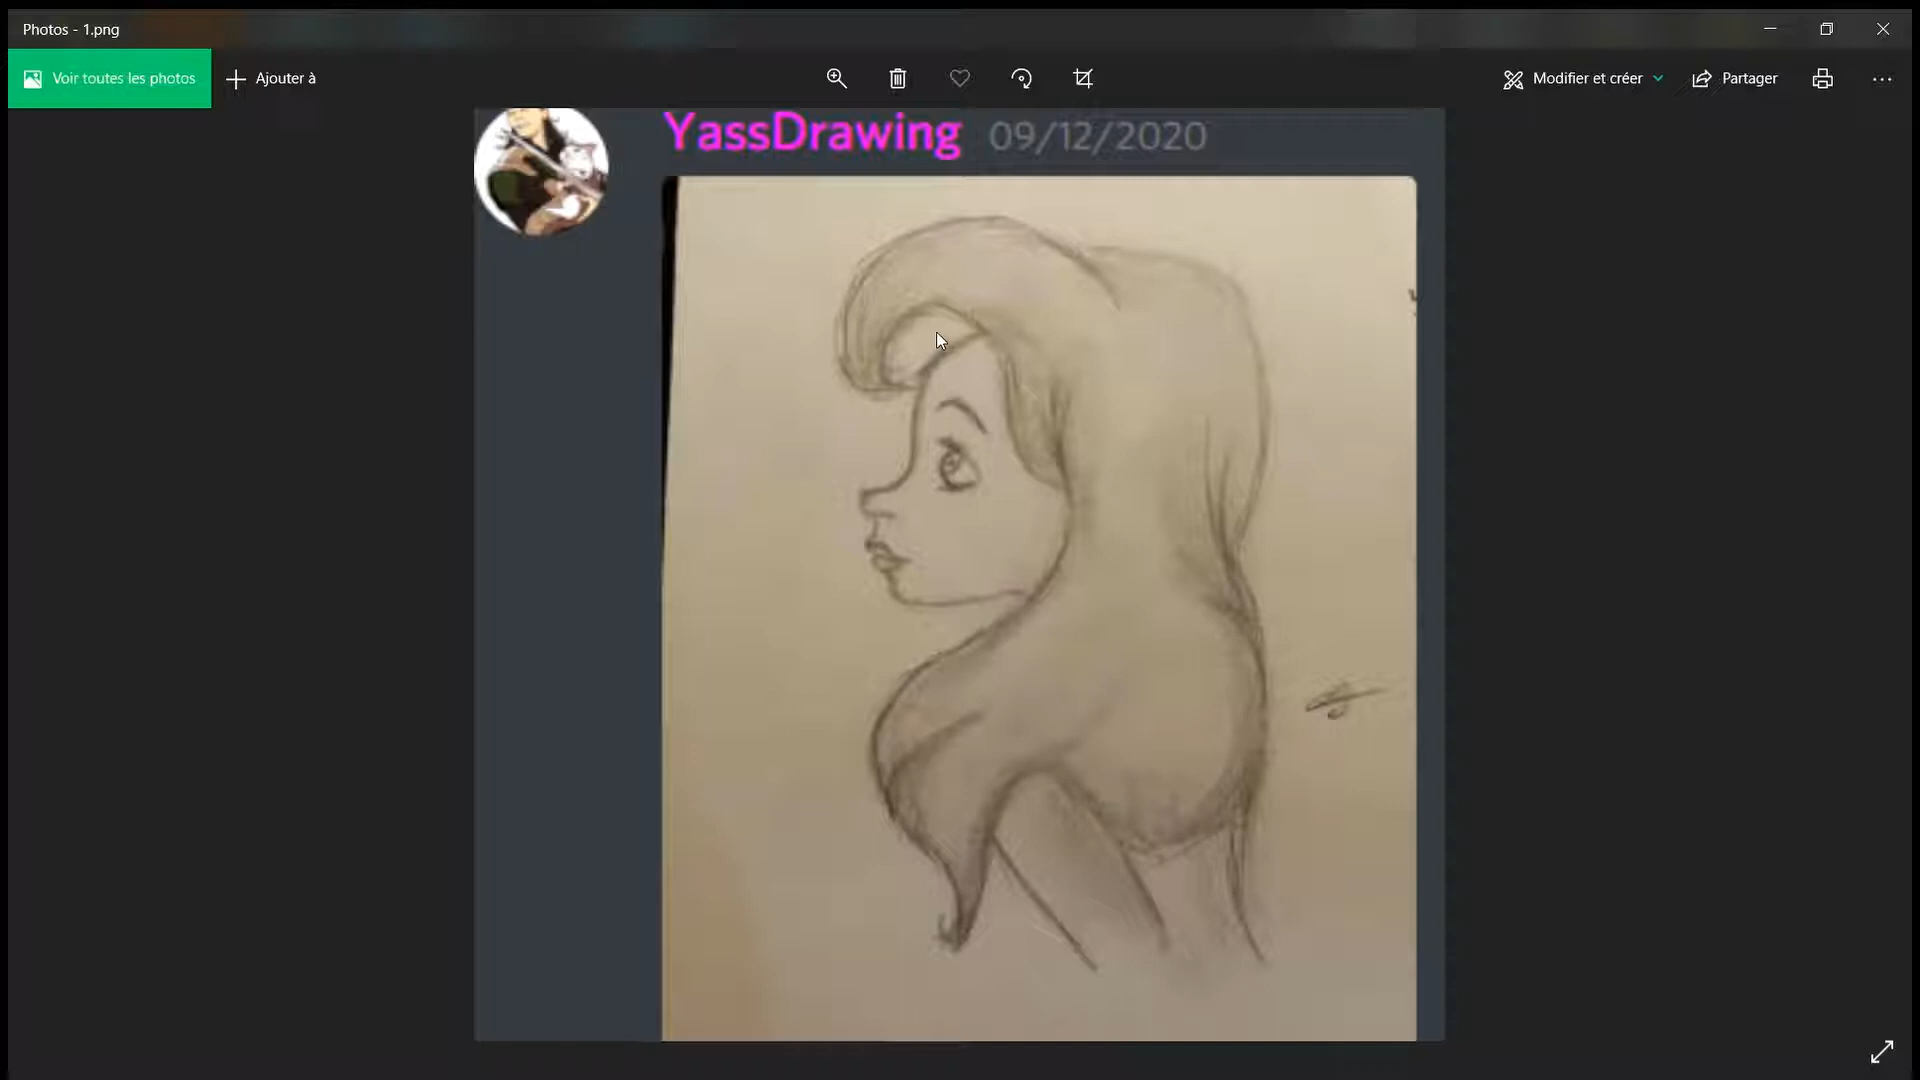 Photos - 1.png
Voir toutes les photos
Ajouter à
Modifier et créer
Partager
YassDrawing 09/12/2020